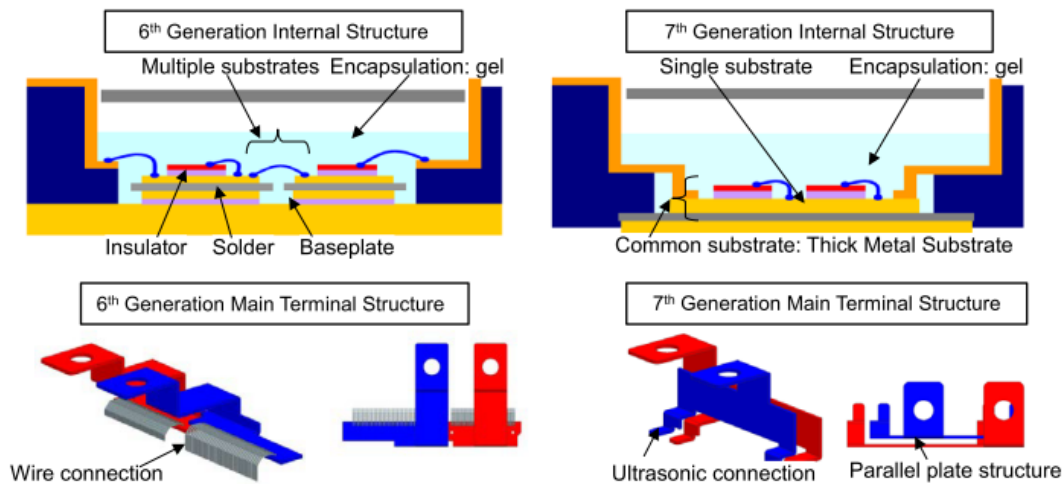 6th Generation Internal Structure
7th Generation Internal Structure
Multiple substrates
Encapsulation: gel
Single substrate
Encapsulation: gel
Insulator
Solder
Baseplate
Common substrate: Thick Metal Substrate
6th Generation Main Terminal Structure
7th Generation Main Terminal Structure
Wire connection
Ultrasonic connection
Parallel plate structure